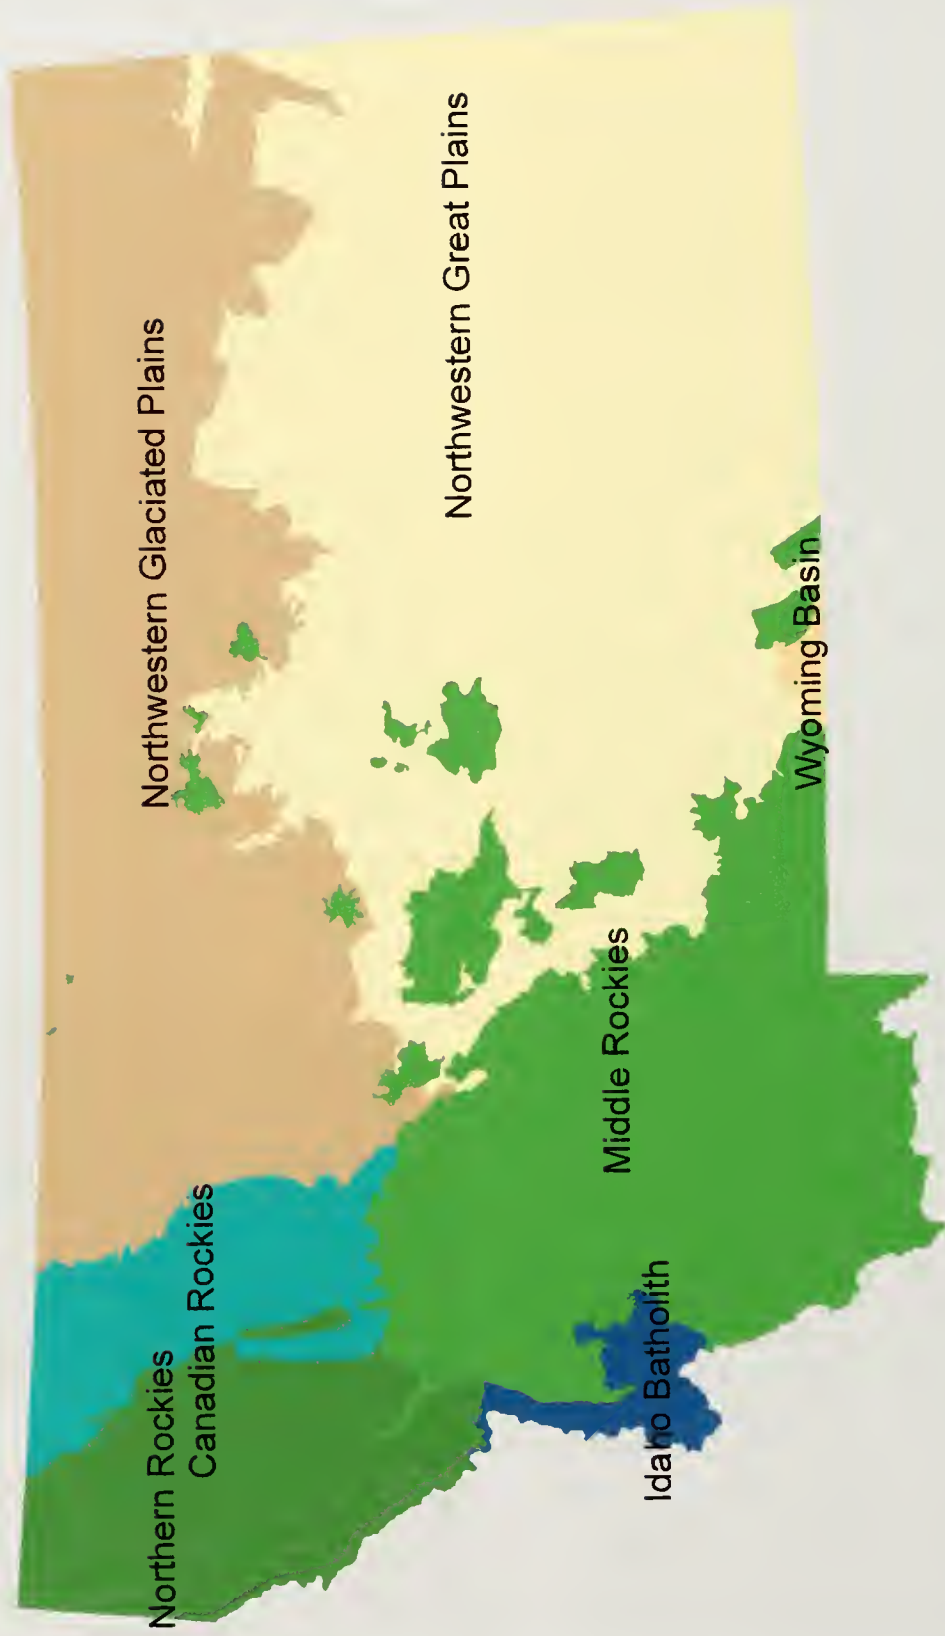 Northwestern Glaciated Plains
Northern Rockies
Canadian Rockies
Northwestern Great Plains
Middle Rockies
Idaho Batholith
Wyoming Basin